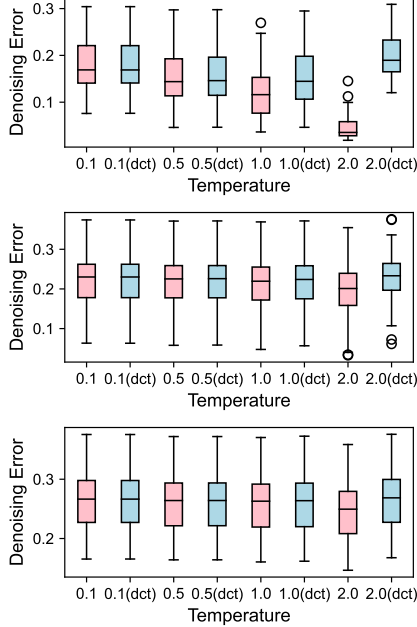 Denoising Error
0.3
0.2
0.1
0.1 0.1(dct) 0.5 0.5(dct) 1.0 1.0(dct) 2.0 2.0(dct)
Temperature
Denoising Error
0.3
0.2
0.1
0.1 0.1(dct) 0.5 0.5(dct) 1.0 1.0(dct) 2.0 2.0(dct)
Temperature
Denoising Error
0.3
0.2
0.1 0.1(dct) 0.5 0.5(dct) 1.0 1.0(dct) 2.0 2.0(dct)
Temperature